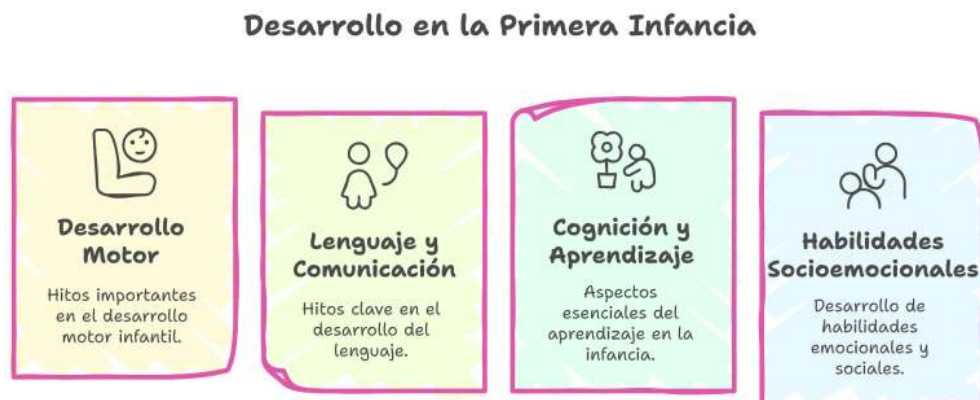 Desarrollo en la Primera Infancia
Desarrollo
Motor
Hitos importantes
en el desarrollo
motor infantil.
Lenguaje y
Comunicación
Hitos clave en el
desarrollo del
lenguaje.
Cognición y
Aprendizaje
Aspectos
esenciales del
aprendizaje en la
infancia.
Habilidades
Socioemocionales
Desarrollo de
habilidades
emocionales y
sociales.